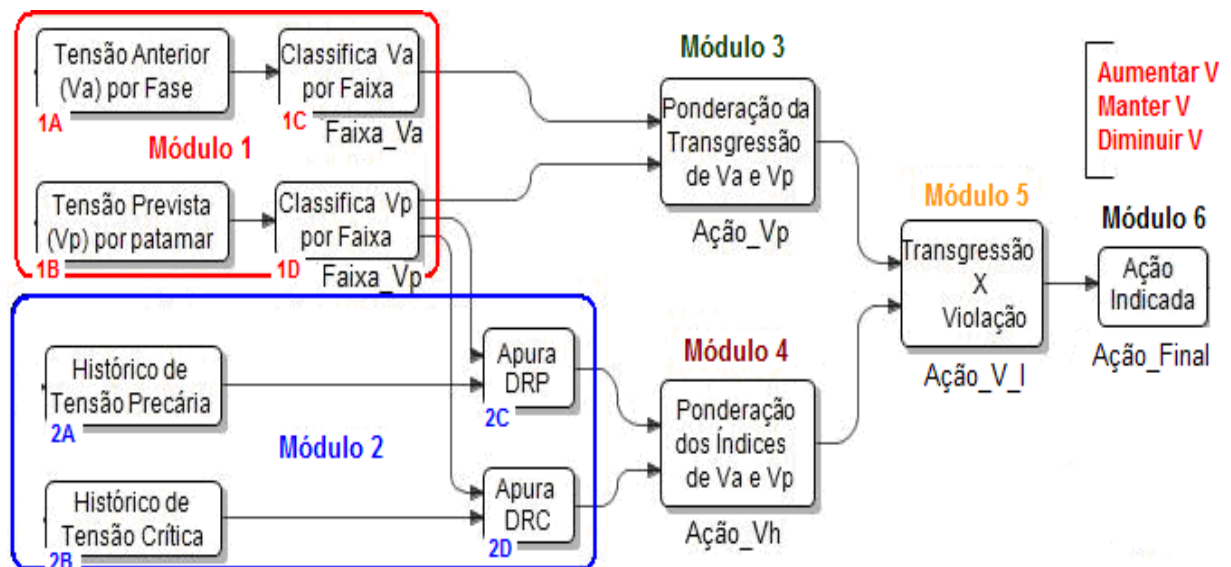 Tensão Anterior
(Va) por Fase
1A
Classifica Va
por Faixa
1C
Faixa_Va
Módulo 1
Tensão Prevista
(Vp) por patamar
1B
Classifica Vp
por Faixa
1D
Faixa_Vp
Módulo 3
Ponderação da
Transgressão
de Va e Vp
Ação_Vp
Aumentar V
Manter V
Diminuir V
Módulo 5
Transgressão
X
Violação
Ação_V_I
Módulo 6
Ação
Indicada
Ação_Final
Histórico de
Tensão Precária
2A
Apura
DRP
2C
Módulo 2
Histórico de
Tensão Crítica
2B
Apura
DRC
2D
Módulo 4
Ponderação
dos Índices
de Va e Vp
Ação_Vh